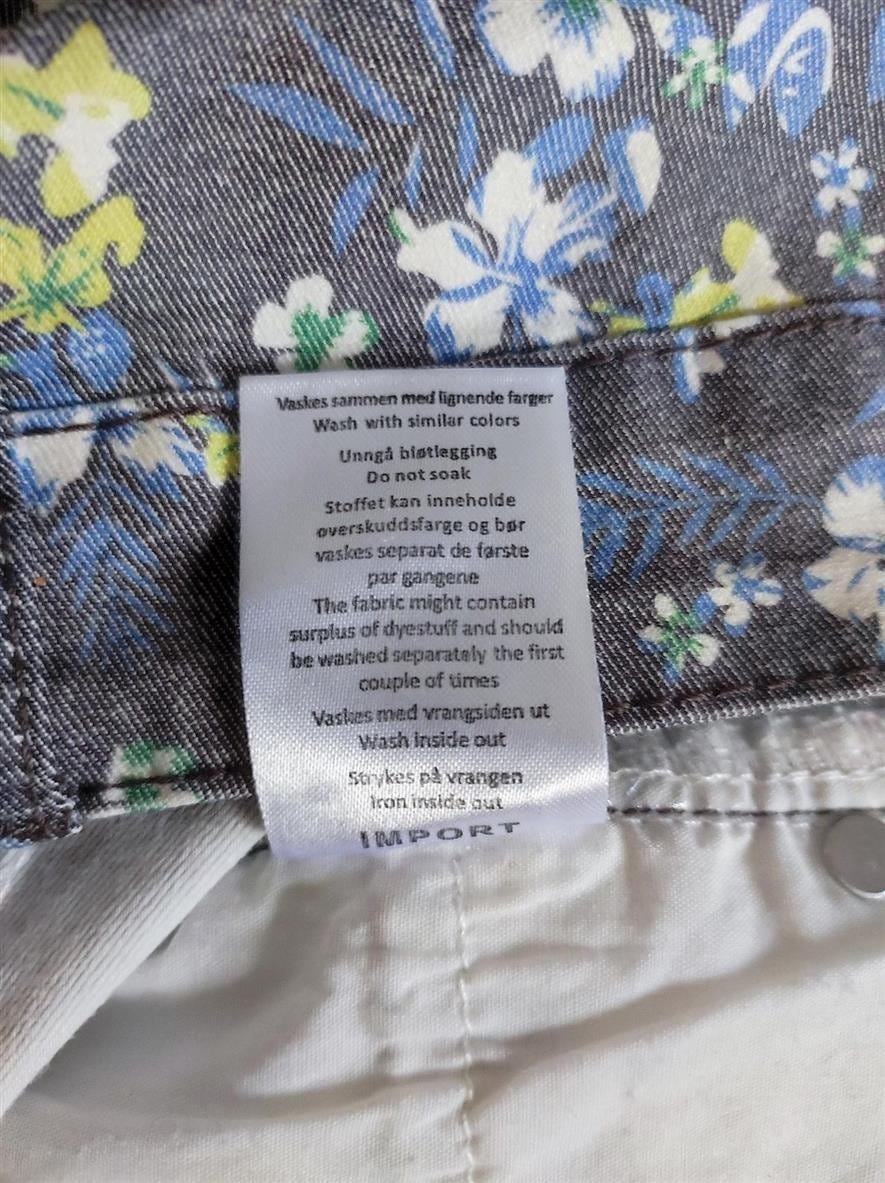 Vaskes sammen med lignende farger
Wash with similar colors
Unngå bløtlegging
Do not soak
Stoffet kan inneholde
overskuddsfarge og bør
vaskes separat de første
par gangene
The fabric might contain
surplus of dyestuff and should
be washed separately the first
couple of times
Vaskes med vrangsiden ut
Wash inside out
Strykes på vrangen
Iron inside out
IMPORT